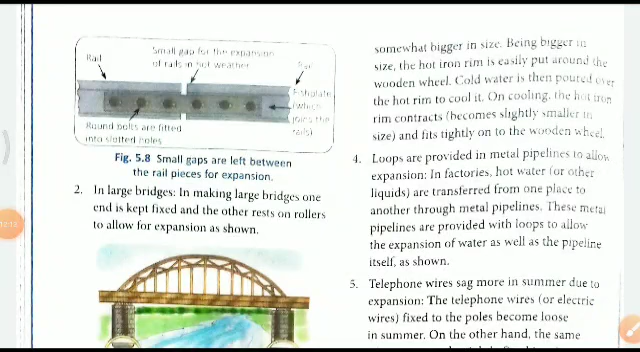 Rail
Small gap for the expansion
of rails in hot weather
Fishplate
(which
joins the
rails)
Round bolts are fitted
into slotted holes
Fig. 5.8 Small gaps are left between
the rail pieces for expansion.
2. In large bridges: In making large bridges one
end is kept fixed and the other rests on rollers
to allow for expansion as shown.
somewhat bigger in size. Being bigger in
size, the hot iron rim is easily put around the
wooden wheel. Cold water is then poured over
the hot rim to cool it. On cooling, the hot iron
rim contracts (becomes slightly smaller in
size) and fits tightly on to the wooden wheel.
4. Loops are provided in metal pipelines to allow
expansion: In factories, hot water (or other
liquids) are transferred from one place to
another through metal pipelines. These metal
pipelines are provided with loops to allow
the expansion of water as well as the pipeline
itself, as shown.
5. Telephone wires sag more in summer due to
expansion: The telephone wires (or electric
wires) fixed to the poles become loose
in summer. On the other hand, the same